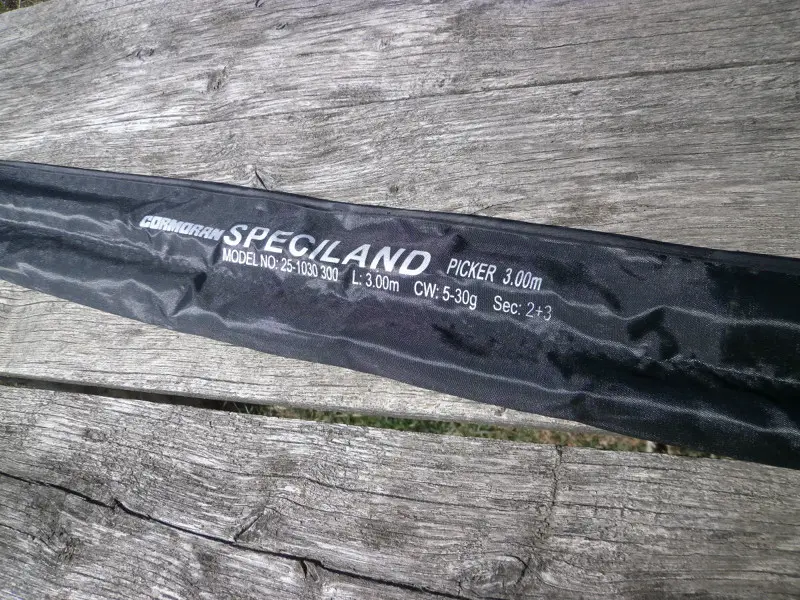 CORMORAN SPECILAND PICKER 3.00m
MODEL NO: 25-1030 300 L: 3.00m CW: 5-30g Sec: 2+3